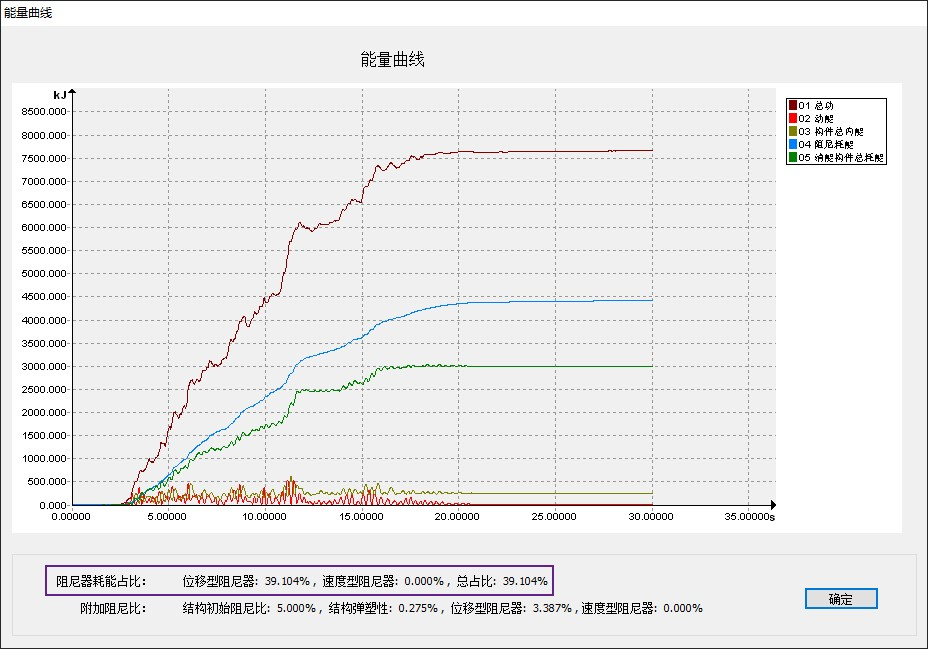 能量曲线
能量曲线
kJ
8500.000
8000.000
7500.000
7000.000
6500.000
6000.000
5500.000
5000.000
4500.000
4000.000
3500.000
3000.000
2500.000
2000.000
1500.000
1000.000
500.000
0.000
0.00000 5.00000 10.00000 15.00000 20.00000 25.00000 30.00000 35.00000s
01 总功
02 动能
03 构件总内能
04 阻尼耗能
05 消能构件总耗能
阻尼器耗能占比: 位移型阻尼器: 39.104% , 速度型阻尼器: 0.000% , 总占比: 39.104%
附加阻尼比: 结构初始阻尼比: 5.000% , 结构弹塑性: 0.275% , 位移型阻尼器: 3.387% , 速度型阻尼器: 0.000%
确定